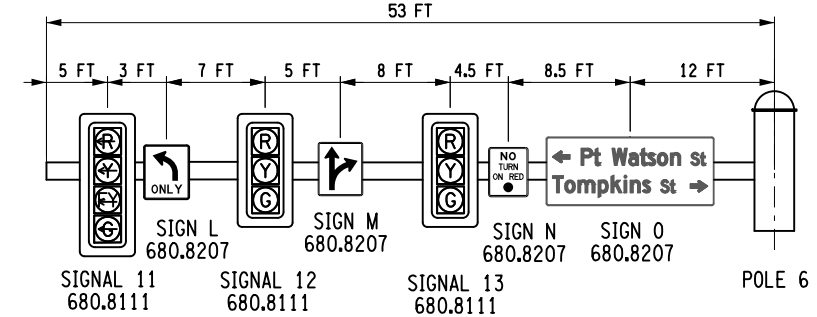 53 FT
5 FT 3 FT 7 FT 5 FT 8 FT 4.5 FT 8.5 FT 12 FT
R
Y
FY
G
ONLY
R
Y
G
R
Y
G
NO
TURN
ON RED
← Pt Watson St
Tompkins St →
SIGN L
680.8207
SIGN M
680.8207
SIGN N
680.8207
SIGN O
680.8207
SIGNAL 11
680.8111
SIGNAL 12
680.8111
SIGNAL 13
680.8111
POLE 6